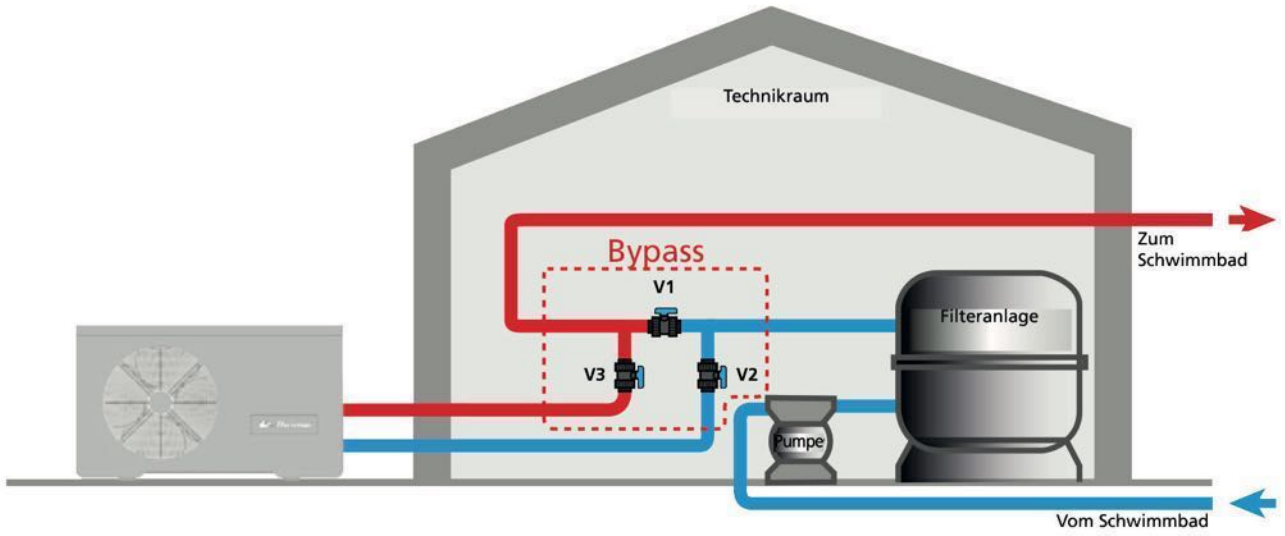 Technikraum
Zum
Schwimmbad
Bypass
V1
Filteranlage
V3
V2
Pumpe
Vom Schwimmbad